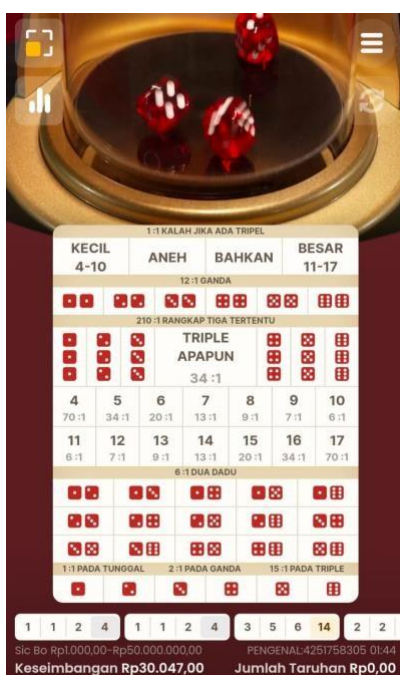 1 :1 KALAH JIKA ADA TRIPEL
KECIL 4-10 ANEH BAHKAN BESAR 11-17
12 :1 GANDA
210 :1 RANGKAP TIGA TERTENTU
TRIPLE
APAPUN
34 :1
4 5 6 7 8 9 10
70 :1 34 :1 20 :1 13 :1 9 :1 7 :1 6 :1
11 12 13 14 15 16 17
6 :1 7 :1 9 :1 13 :1 20 :1 34 :1 70 :1
6 :1 DUA DADU
1 :1 PADA TUNGGAL 2 :1 PADA GANDA 15 :1 PADA TRIPLE
1 1 2 4 1 1 2 4 3 5 6 14 2 2
Sic Bo Rp1.000,00-Rp50.000.000,00 PENGENAL:4251758305 01:44
Keseimbangan Rp30.047,00 Jumlah Taruhan Rp0,00